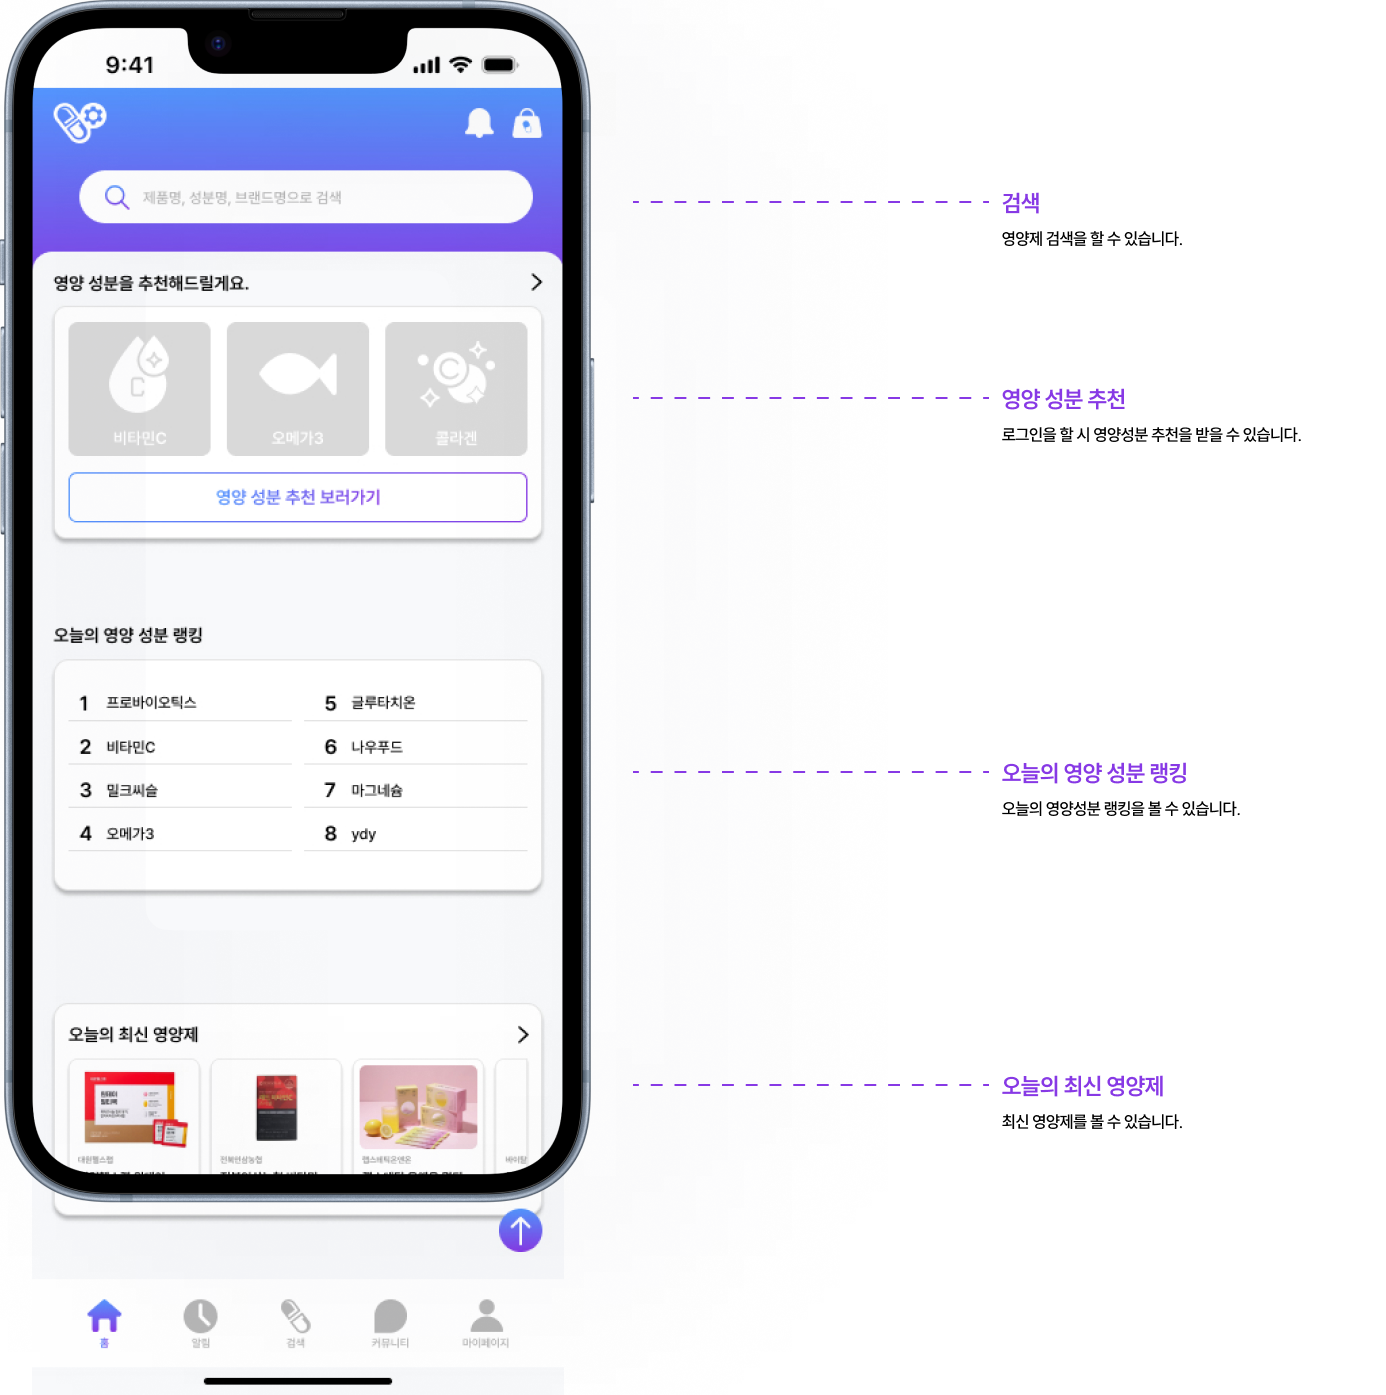 9:41
제품명, 성분명, 브랜드명으로 검색
영양 성분을 추천해드릴게요.
비타민C
오메가3
콜라겐
영양 성분 추천 보러가기
오늘의 영양 성분 랭킹
1 프로바이오틱스
2 비타민C
3 밀크씨슬
4 오메가3
5 글루타치온
6 나우푸드
7 마그네슘
8 ydy
오늘의 최신 영양제
대원헬스랩
전북인삼농협
랩스베틱온앤온
홈
알림
검색
커뮤니티
마이페이지
검색
영양제 검색을 할 수 있습니다.
영양 성분 추천
로그인을 할 시 영양성분 추천을 받을 수 있습니다.
오늘의 영양 성분 랭킹
오늘의 영양성분 랭킹을 볼 수 있습니다.
오늘의 최신 영양제
최신 영양제를 볼 수 있습니다.